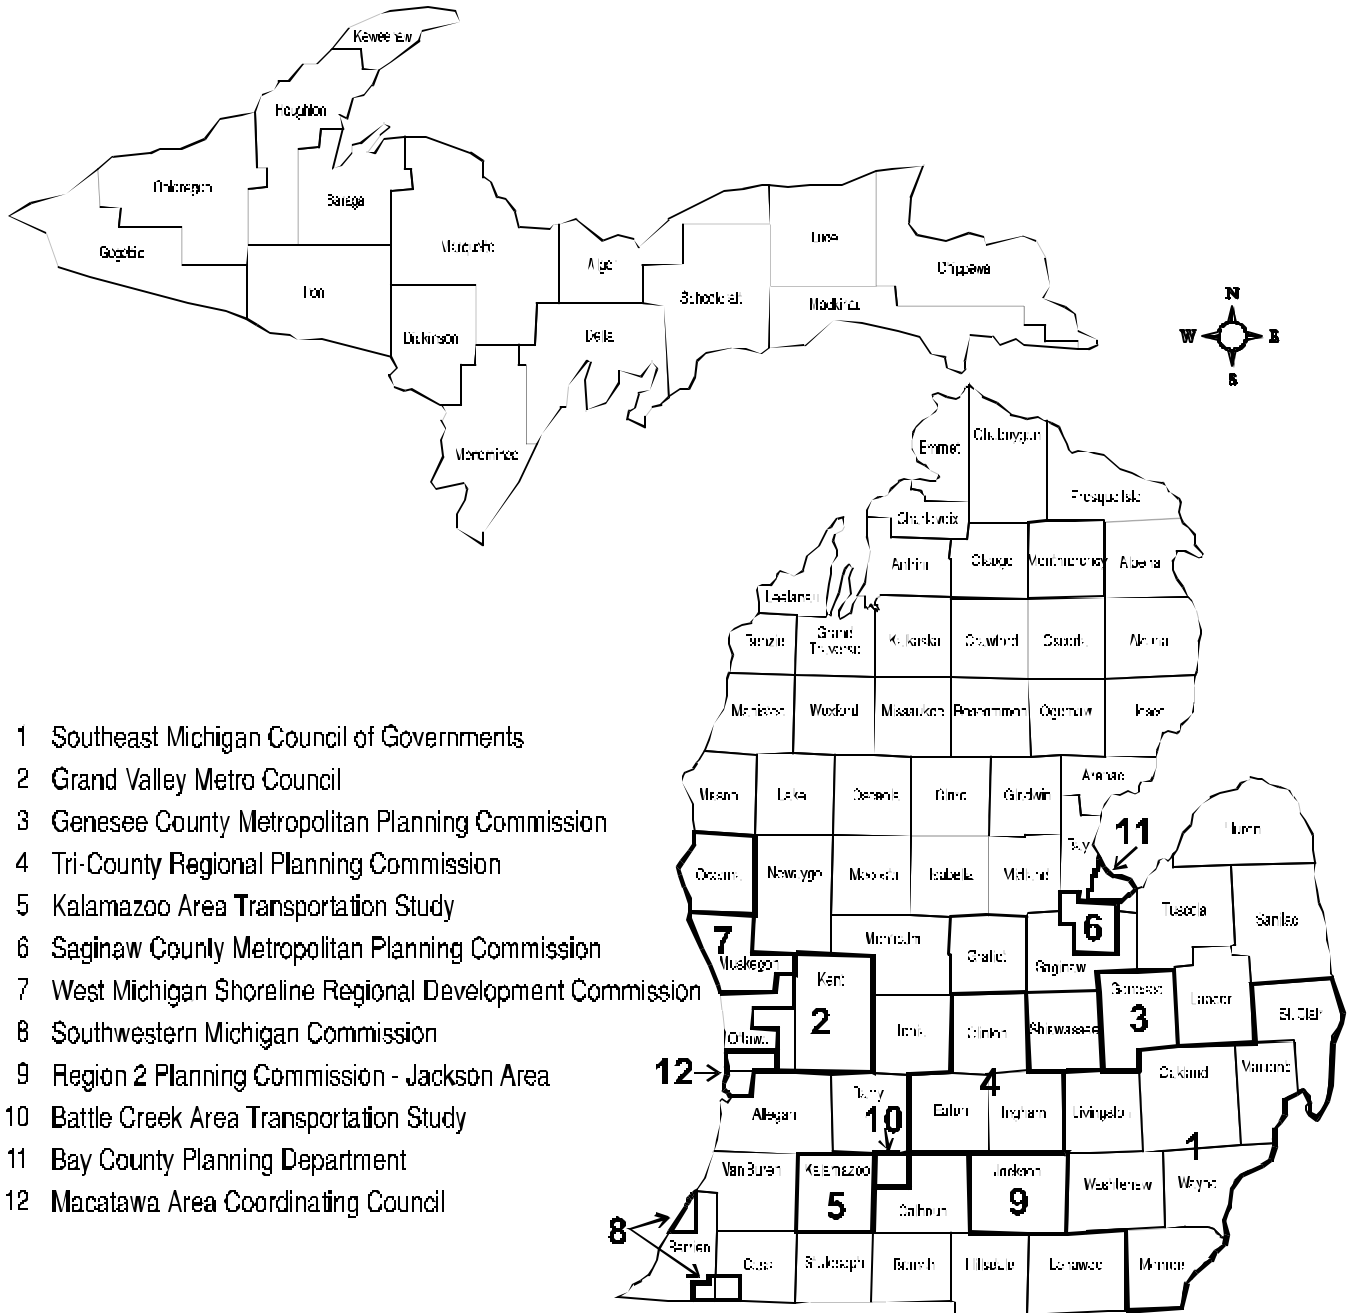 Keweenaw
Houghton
Ontonagon
Baraga
Gogebic
Marquette
Alger
Luce
Chippewa
Iron
Schoolcraft
Mackinac
Dickinson
Delta
Menominee
N
W
E
S
Emmet
Cheboygan
Presque Isle
Charlevoix
Antrim
Otsego
Montmorency
Alpena
Leelanau
Benzie
Grand
Traverse
Kalkaska
Crawford
Oscoda
Alcona
Manistee
Wexford
Missaukee
Roscommon
Ogemaw
Iosco
1 Southeast Michigan Council of Governments
2 Grand Valley Metro Council
3 Genesee County Metropolitan Planning Commission
4 Tri-County Regional Planning Commission
5 Kalamazoo Area Transportation Study
6 Saginaw County Metropolitan Planning Commission
7 West Michigan Shoreline Regional Development Commission
8 Southwestern Michigan Commission
9 Region 2 Planning Commission - Jackson Area
10 Battle Creek Area Transportation Study
11 Bay County Planning Department
12 Macatawa Area Coordinating Council
Mason
Lake
Osceola
Clare
Gladwin
Arenac
Huron
11
Bay
Oceana
Newaygo
Mecosta
Isabella
Midland
Tuscola
Sanilac
6
7
Muskegon
Montcalm
Gratiot
Saginaw
Kent
2
Genesee
3
Lapeer
St. Clair
Ottawa
Ionia
Clinton
Shiawassee
12
4
Oakland
Macomb
Allegan
Barry
10
Eaton
Ingham
Livingston
1
Van Buren
Kalamazoo
5
Calhoun
Jackson
9
Washtenaw
Wayne
8
Berrien
Cass
St. Joseph
Branch
Hillsdale
Lenawee
Monroe